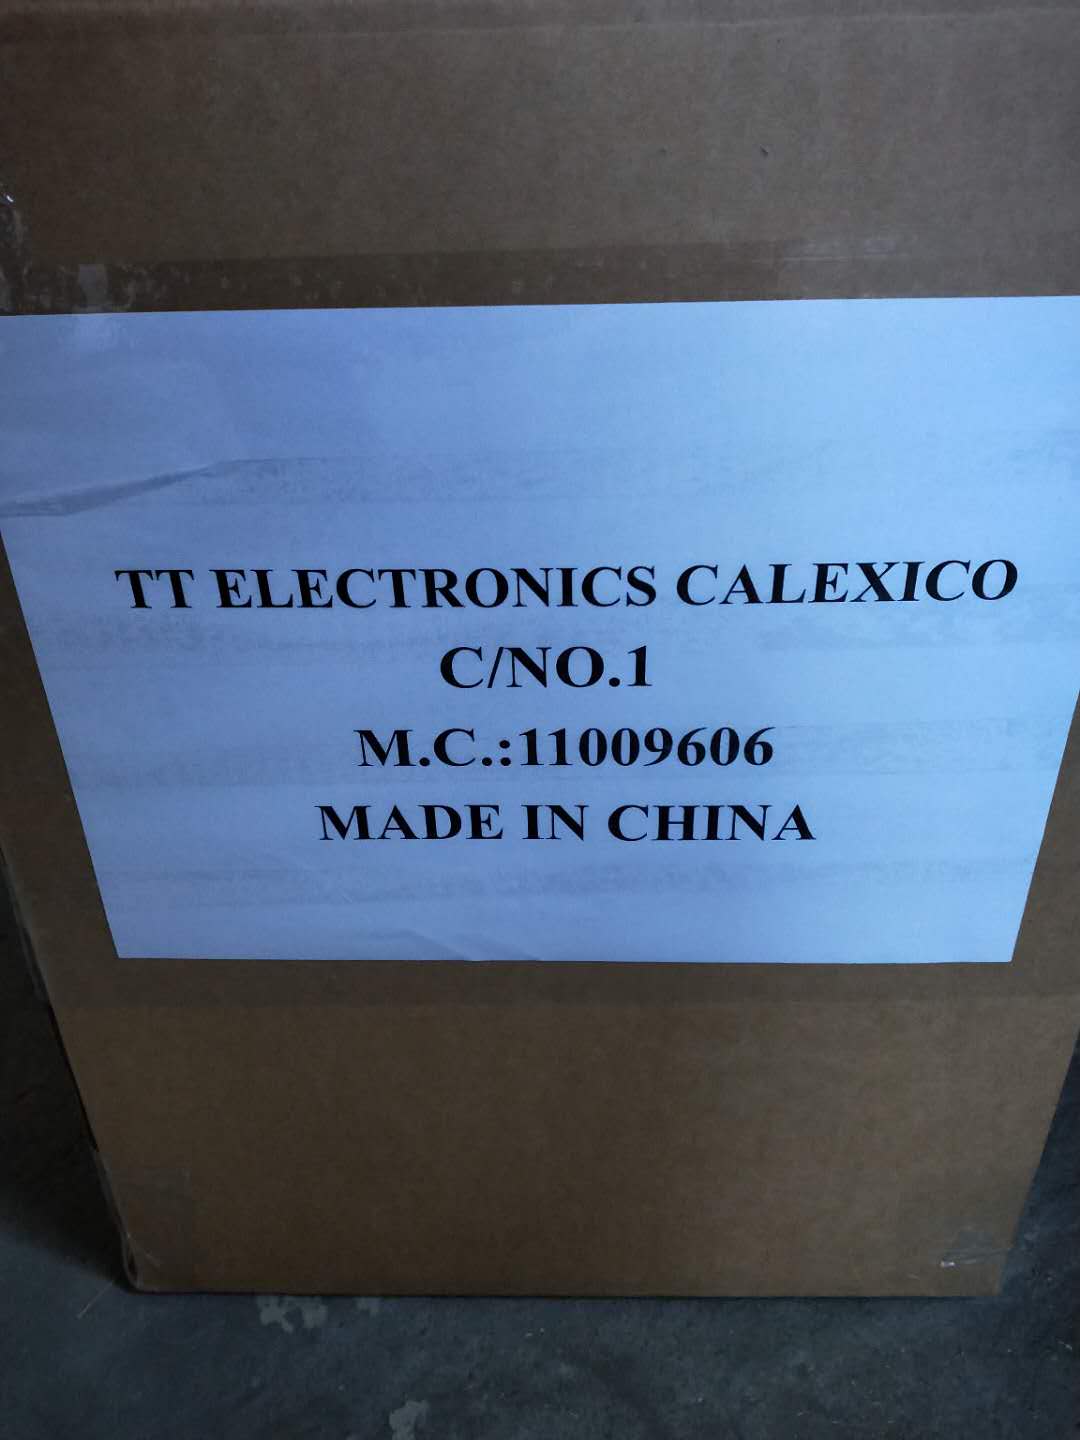 TT ELECTRONICS CALEXICO
C/NO.1
M.C.:11009606
MADE IN CHINA